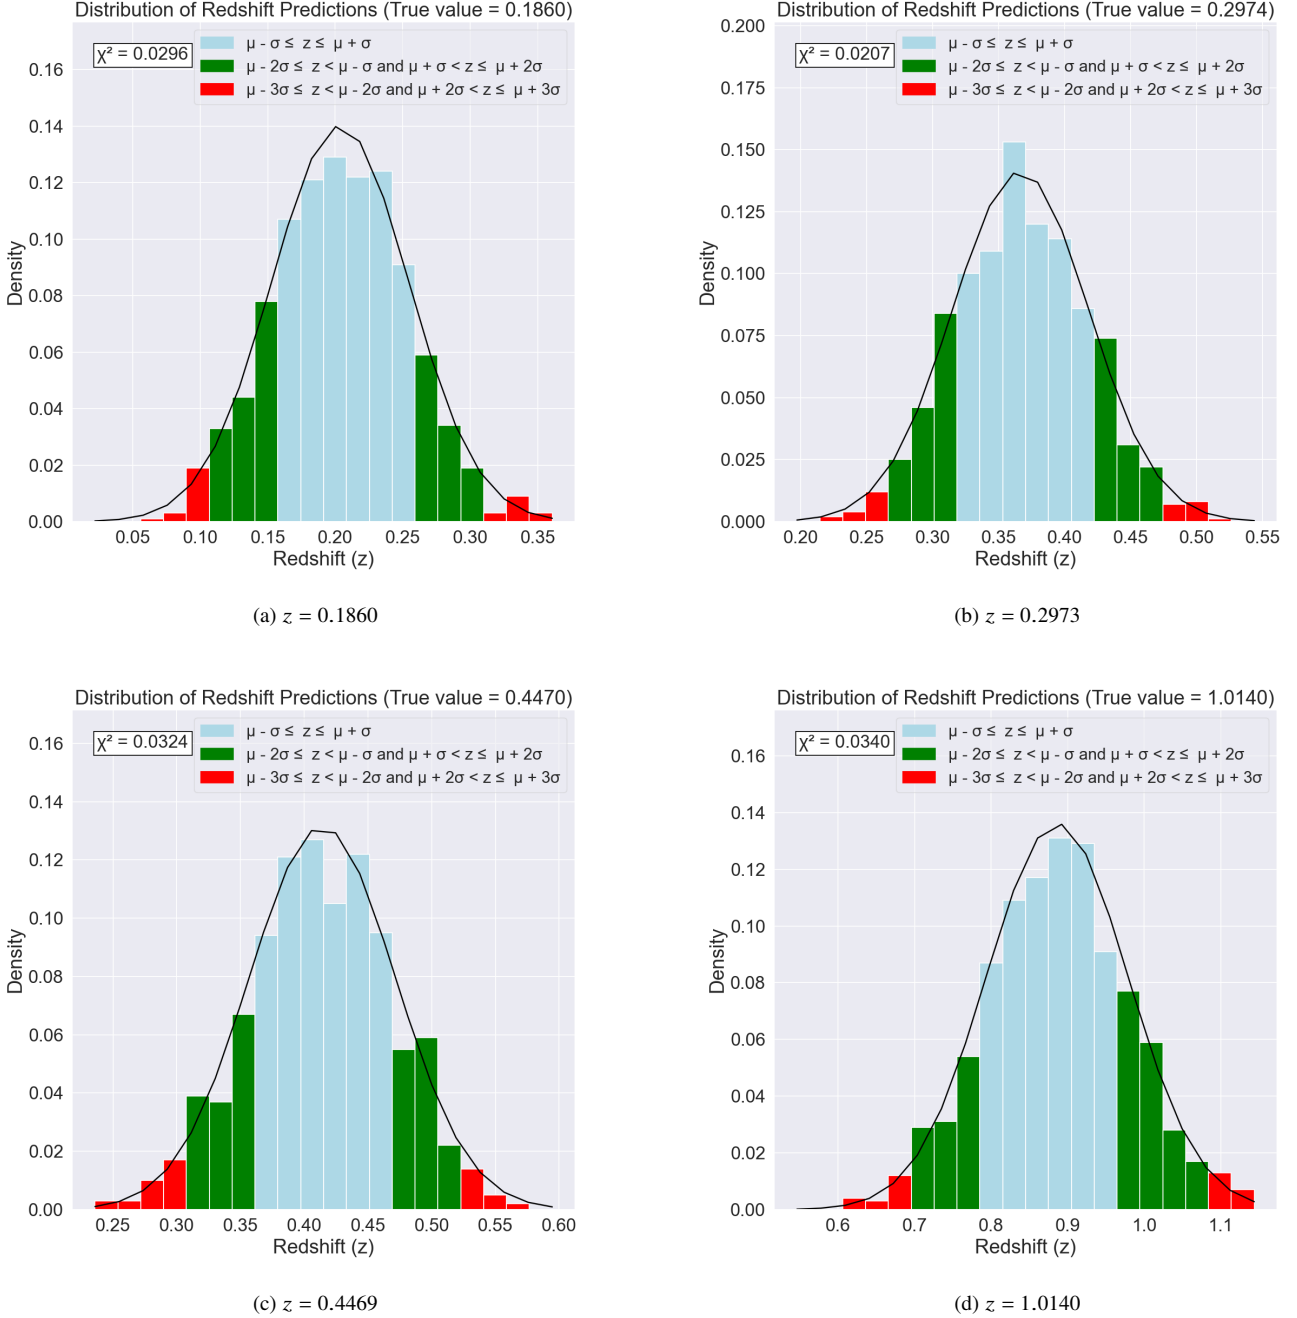 Distribution of Redshift Predictions (True value = 0.1860)
χ² = 0.0296
μ - σ ≤ z ≤ μ + σ
μ - 2σ ≤ z < μ - σ and μ + σ < z ≤ μ + 2σ
μ - 3σ ≤ z < μ - 2σ and μ + 2σ < z ≤ μ + 3σ
0.16
0.14
0.12
0.10
0.08
0.06
0.04
0.02
0.00
Density
0.05 0.10 0.15 0.20 0.25 0.30 0.35
Redshift (z)
(a) z = 0.1860
Distribution of Redshift Predictions (True value = 0.2974)
χ² = 0.0207
μ - σ ≤ z ≤ μ + σ
μ - 2σ ≤ z < μ - σ and μ + σ < z ≤ μ + 2σ
μ - 3σ ≤ z < μ - 2σ and μ + 2σ < z ≤ μ + 3σ
0.200
0.175
0.150
0.125
0.100
0.075
0.050
0.025
0.000
Density
0.20 0.25 0.30 0.35 0.40 0.45 0.50 0.55
Redshift (z)
(b) z = 0.2973
Distribution of Redshift Predictions (True value = 0.4470)
χ² = 0.0324
μ - σ ≤ z ≤ μ + σ
μ - 2σ ≤ z < μ - σ and μ + σ < z ≤ μ + 2σ
μ - 3σ ≤ z < μ - 2σ and μ + 2σ < z ≤ μ + 3σ
0.16
0.14
0.12
0.10
0.08
0.06
0.04
0.02
0.00
Density
0.25 0.30 0.35 0.40 0.45 0.50 0.55 0.60
Redshift (z)
(c) z = 0.4469
Distribution of Redshift Predictions (True value = 1.0140)
χ² = 0.0340
μ - σ ≤ z ≤ μ + σ
μ - 2σ ≤ z < μ - σ and μ + σ < z ≤ μ + 2σ
μ - 3σ ≤ z < μ - 2σ and μ + 2σ < z ≤ μ + 3σ
0.16
0.14
0.12
0.10
0.08
0.06
0.04
0.02
0.00
Density
0.6 0.7 0.8 0.9 1.0 1.1
Redshift (z)
(d) z = 1.0140